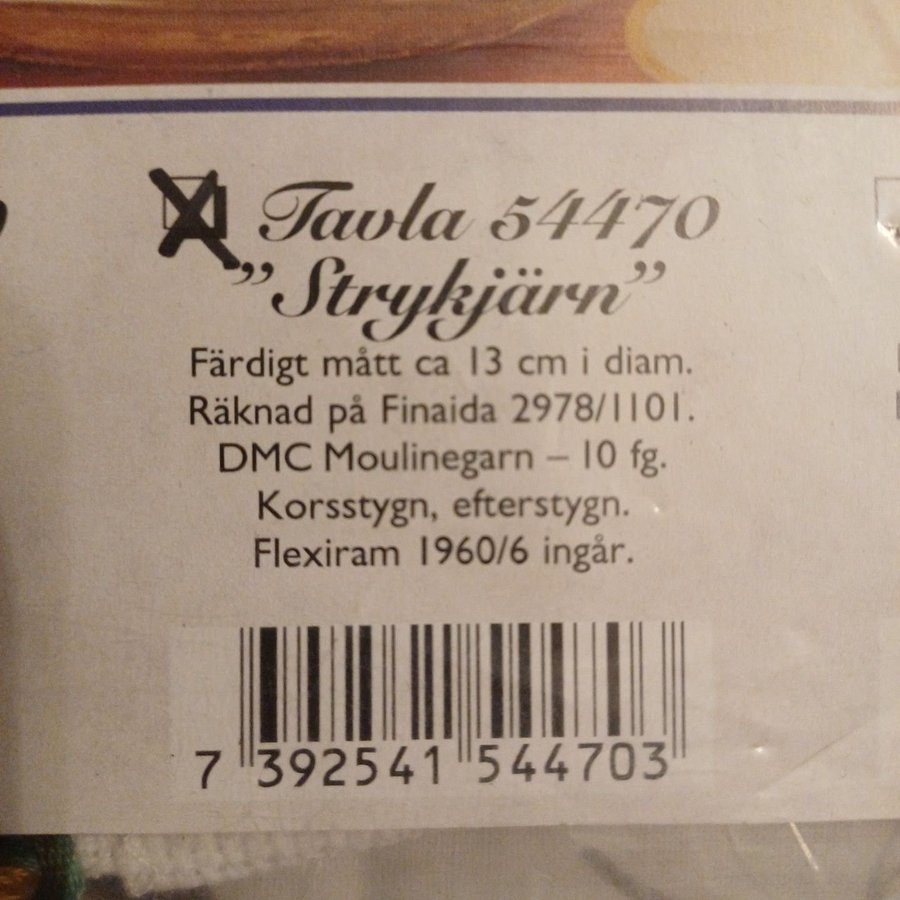 Tavla 54470
”Strykjärn”
Färdigt mått ca 13 cm i diam.
Räknad på Finaida 2978/1101.
DMC Moulinegarn – 10 fg.
Korsstygn, efterstygn.
Flexiram 1960/6 ingår.
7 392541 544703